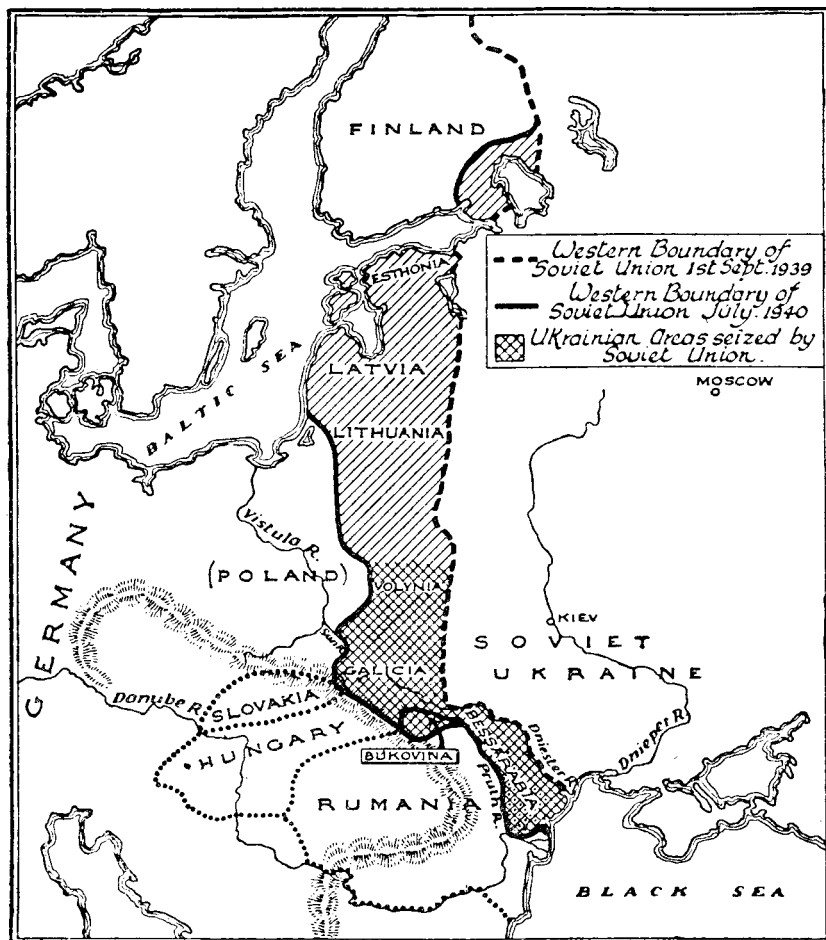 FINLAND
Western Boundary of
Soviet Union 1st Sept. 1939
Western Boundary of
Soviet Union July. 1940
Ukrainian Areas seized by
Soviet Union.
ESTHONIA
MOSCOW
LATVIA
BALTIC SEA
LITHUANIA
Vistula R.
GERMANY
(POLAND)
VOLYNIA
KIEV
SOVIET
UKRAINE
San
GALICIA
Danube R.
SLOVAKIA
HUNGARY
BUKOVINA
BESSARABIA
Dniester R.
Dnieper R.
RUMANIA
Pruth R.
BLACK SEA